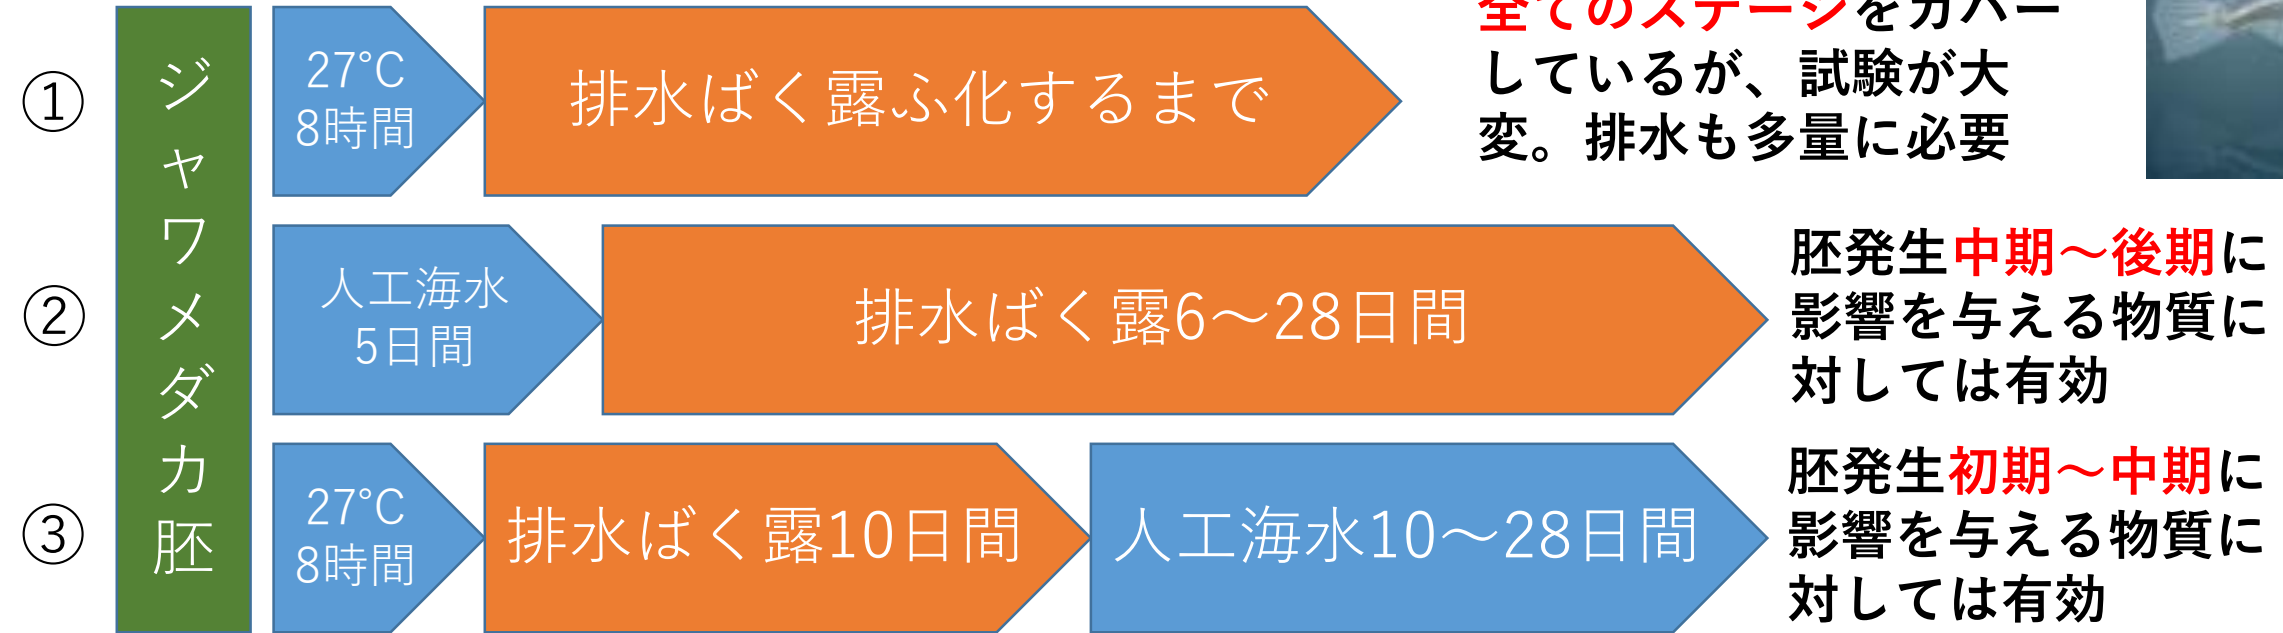 ①
ジャワメダカ胚
27°C
8時間
排水ばく露ふ化するまで
全てのステージをカバー
しているが、試験が大
変。排水も多量に必要
②
人工海水
5日間
排水ばく露6～28日間
胚発生中期～後期に
影響を与える物質に
対しては有効
③
27°C
8時間
排水ばく露10日間
人工海水10～28日間
胚発生初期～中期に
影響を与える物質に
対しては有効